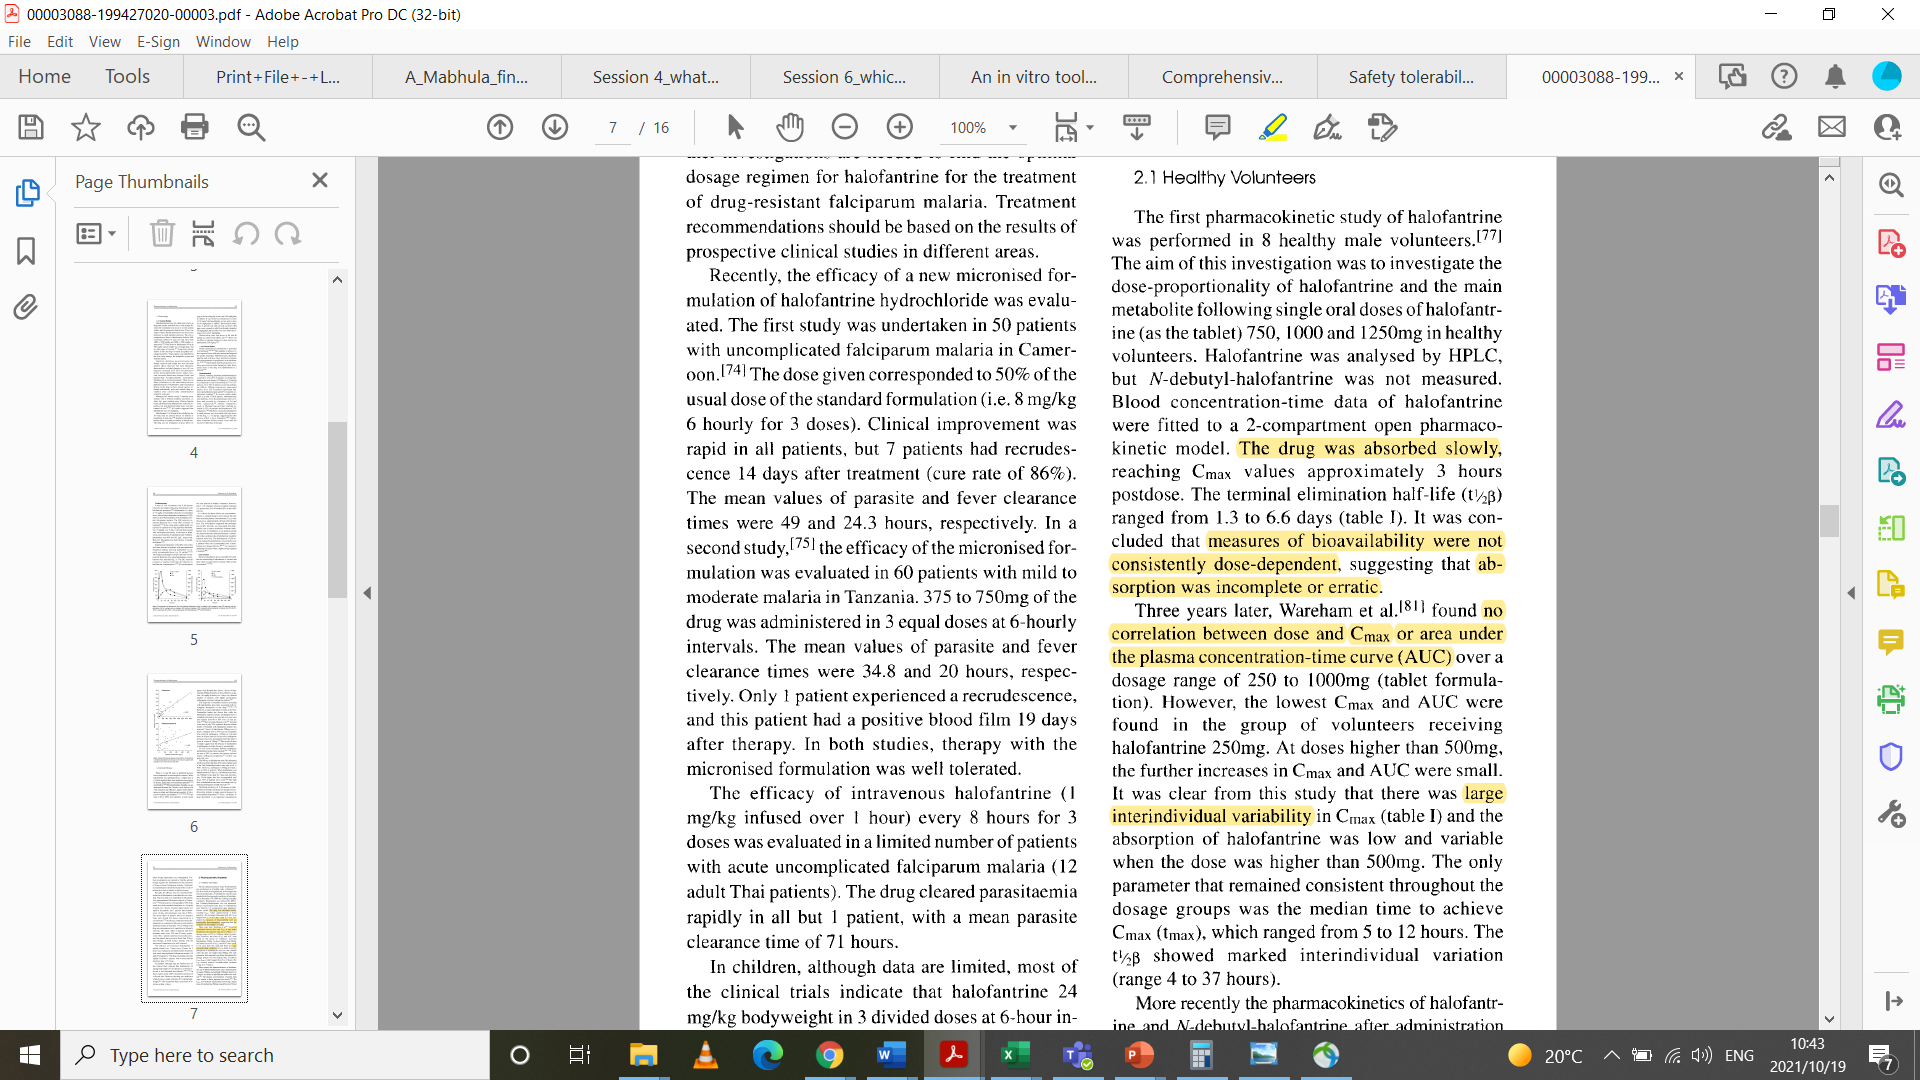 00003088-199427020-00003.pdf - Adobe Acrobat Pro DC (32-bit)
File Edit View E-Sign Window Help
Home Tools Print+File+-+L... A_Mabhula_fin... Session 4_what... Session 6_whic... An in vitro tool... Comprehensiv... Safety tolerabil... 00003088-199...
7 / 16 100%
Page Thumbnails
4
5
6
7
dosage regimen for halofantrine for the treatment
of drug-resistant falciparum malaria. Treatment
recommendations should be based on the results of
prospective clinical studies in different areas.
Recently, the efficacy of a new micronised for-
mulation of halofantrine hydrochloride was evalu-
ated. The first study was undertaken in 50 patients
with uncomplicated falciparum malaria in Camer-
oon.[74] The dose given corresponded to 50% of the
usual dose of the standard formulation (i.e. 8 mg/kg
6 hourly for 3 doses). Clinical improvement was
rapid in all patients, but 7 patients had recrudes-
cence 14 days after treatment (cure rate of 86%).
The mean values of parasite and fever clearance
times were 49 and 24.3 hours, respectively. In a
second study,[75] the efficacy of the micronised for-
mulation was evaluated in 60 patients with mild to
moderate malaria in Tanzania. 375 to 750mg of the
drug was administered in 3 equal doses at 6-hourly
intervals. The mean values of parasite and fever
clearance times were 34.8 and 20 hours, respec-
tively. Only 1 patient experienced a recrudescence,
and this patient had a positive blood film 19 days
after therapy. In both studies, therapy with the
micronised formulation was well tolerated.
The efficacy of intravenous halofantrine (1
mg/kg infused over 1 hour) every 8 hours for 3
doses was evaluated in a limited number of patients
with acute uncomplicated falciparum malaria (12
adult Thai patients). The drug cleared parasitaemia
rapidly in all but 1 patient, with a mean parasite
clearance time of 71 hours.
In children, although data are limited, most of
the clinical trials indicate that halofantrine 24
mg/kg bodyweight in 3 divided doses at 6-hour in-
2.1 Healthy Volunteers
The first pharmacokinetic study of halofantrine
was performed in 8 healthy male volunteers.[77]
The aim of this investigation was to investigate the
dose-proportionality of halofantrine and the main
metabolite following single oral doses of halofantr-
ine (as the tablet) 750, 1000 and 1250mg in healthy
volunteers. Halofantrine was analysed by HPLC,
but N-debutyl-halofantrine was not measured.
Blood concentration-time data of halofantrine
were fitted to a 2-compartment open pharmaco-
kinetic model. The drug was absorbed slowly,
reaching Cmax values approximately 3 hours
postdose. The terminal elimination half-life (t½β)
ranged from 1.3 to 6.6 days (table I). It was con-
cluded that measures of bioavailability were not
consistently dose-dependent, suggesting that ab-
sorption was incomplete or erratic.
Three years later, Wareham et al.[81] found no
correlation between dose and Cmax or area under
the plasma concentration-time curve (AUC) over a
dosage range of 250 to 1000mg (tablet formula-
tion). However, the lowest Cmax and AUC were
found in the group of volunteers receiving
halofantrine 250mg. At doses higher than 500mg,
the further increases in Cmax and AUC were small.
It was clear from this study that there was large
interindividual variability in Cmax (table I) and the
absorption of halofantrine was low and variable
when the dose was higher than 500mg. The only
parameter that remained consistent throughout the
dosage groups was the median time to achieve
Cmax (tmax), which ranged from 5 to 12 hours. The
t½β showed marked interindividual variation
(range 4 to 37 hours).
More recently the pharmacokinetics of halofantr-
ine and N-debutyl-halofantrine after administration
Type here to search
20°C ENG
10:43
2021/10/19
7